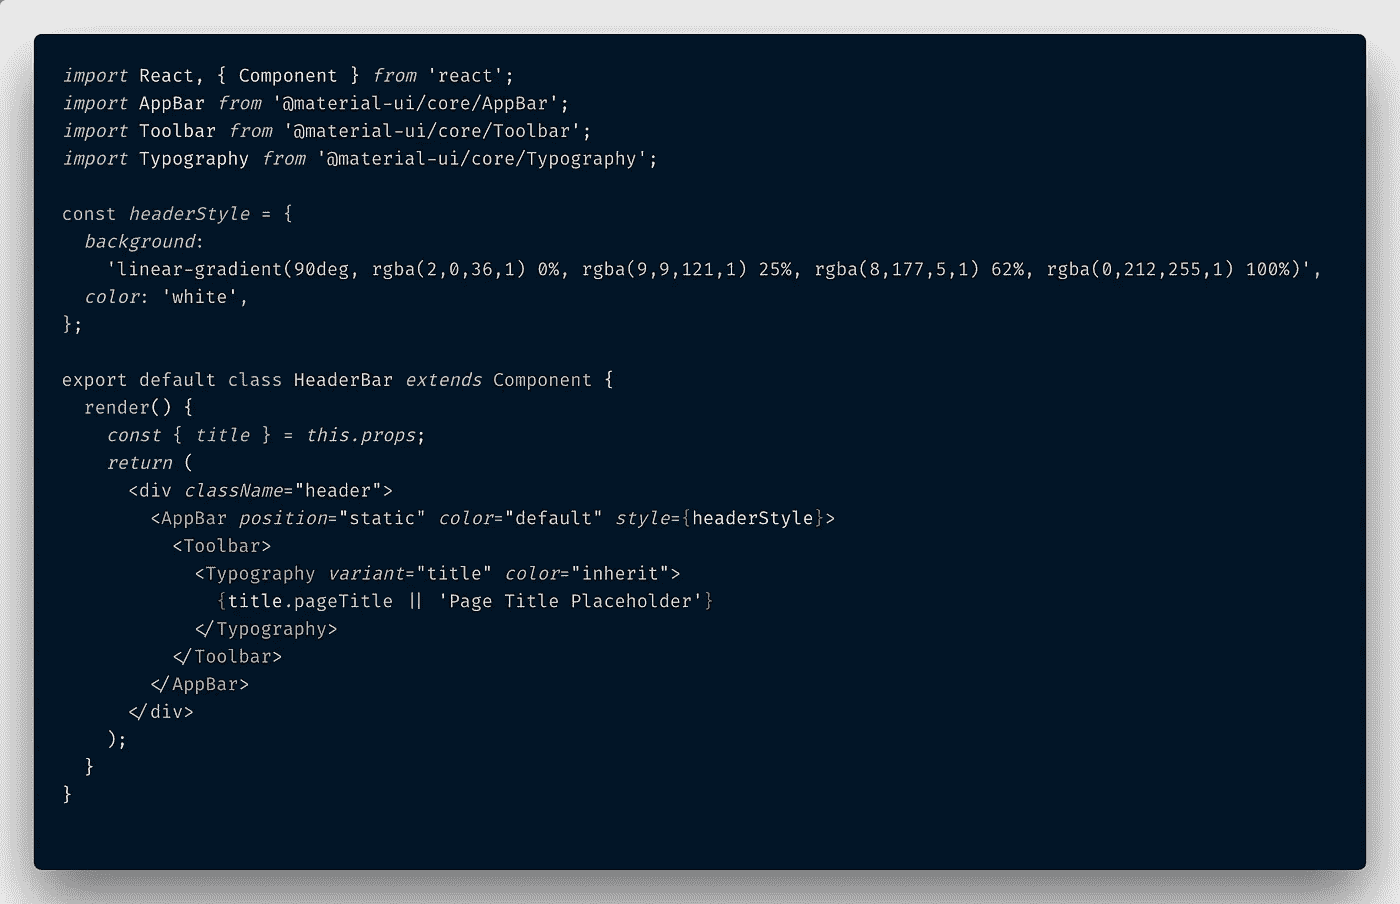 import React, { Component } from 'react';
import AppBar from '@material-ui/core/AppBar';
import Toolbar from '@material-ui/core/Toolbar';
import Typography from '@material-ui/core/Typography';

const headerStyle = {
  background:
    'linear-gradient(90deg, rgba(2,0,36,1) 0%, rgba(9,9,121,1) 25%, rgba(8,177,5,1) 62%, rgba(0,212,255,1) 100%)',
  color: 'white',
};

export default class HeaderBar extends Component {
  render() {
    const { title } = this.props;
    return (
      <div className="header">
        <AppBar position="static" color="default" style={headerStyle}>
          <Toolbar>
            <Typography variant="title" color="inherit">
              {title.pageTitle || 'Page Title Placeholder'}
            </Typography>
          </Toolbar>
        </AppBar>
      </div>
    );
  }
}